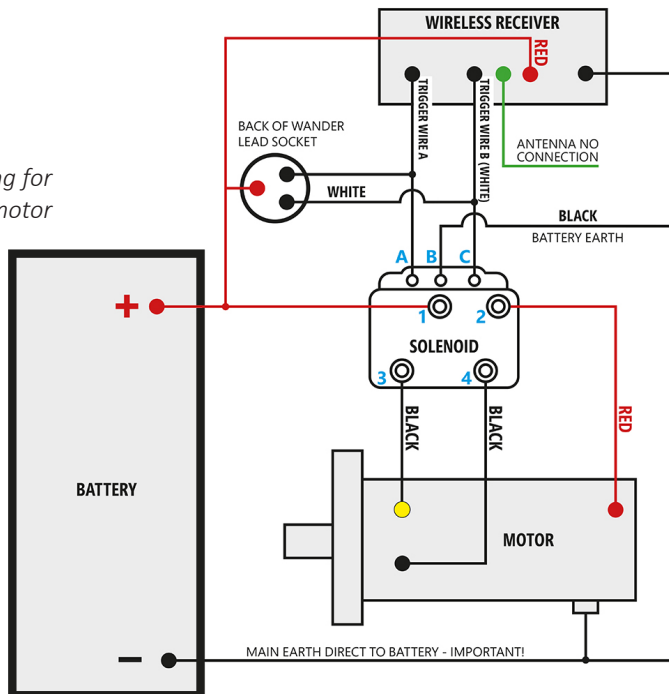 WIRELESS RECEIVER
RED
TRIGGER WIRE A
TRIGGER WIRE B (WHITE)
ANTENNA NO
CONNECTION
BACK OF WANDER
LEAD SOCKET
WHITE
g for
motor
BLACK
BATTERY EARTH
A B C
+
1 2
SOLENOID
3 4
BLACK
BLACK
RED
BATTERY
MOTOR
–
MAIN EARTH DIRECT TO BATTERY - IMPORTANT!